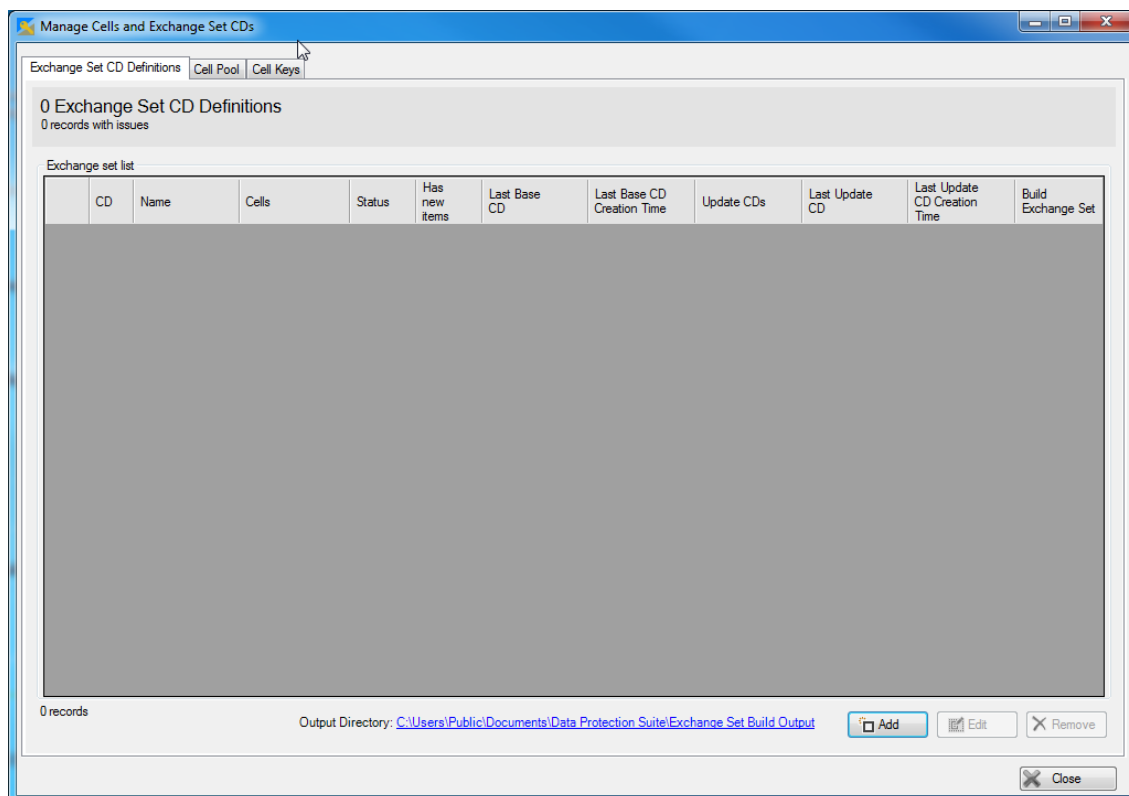 Manage Cells and Exchange Set CDs
Exchange Set CD Definitions Cell Pool Cell Keys
0 Exchange Set CD Definitions
0 records with issues
Exchange set list
CD
Name
Cells
Status
Has
new
items
Last Base
CD
Last Base CD
Creation Time
Update CDs
Last Update
CD
Last Update
CD Creation
Time
Build
Exchange Set
0 records
Output Directory: C:\Users\Public\Documents\Data Protection Suite\Exchange Set Build Output
Add
Edit
Remove
Close